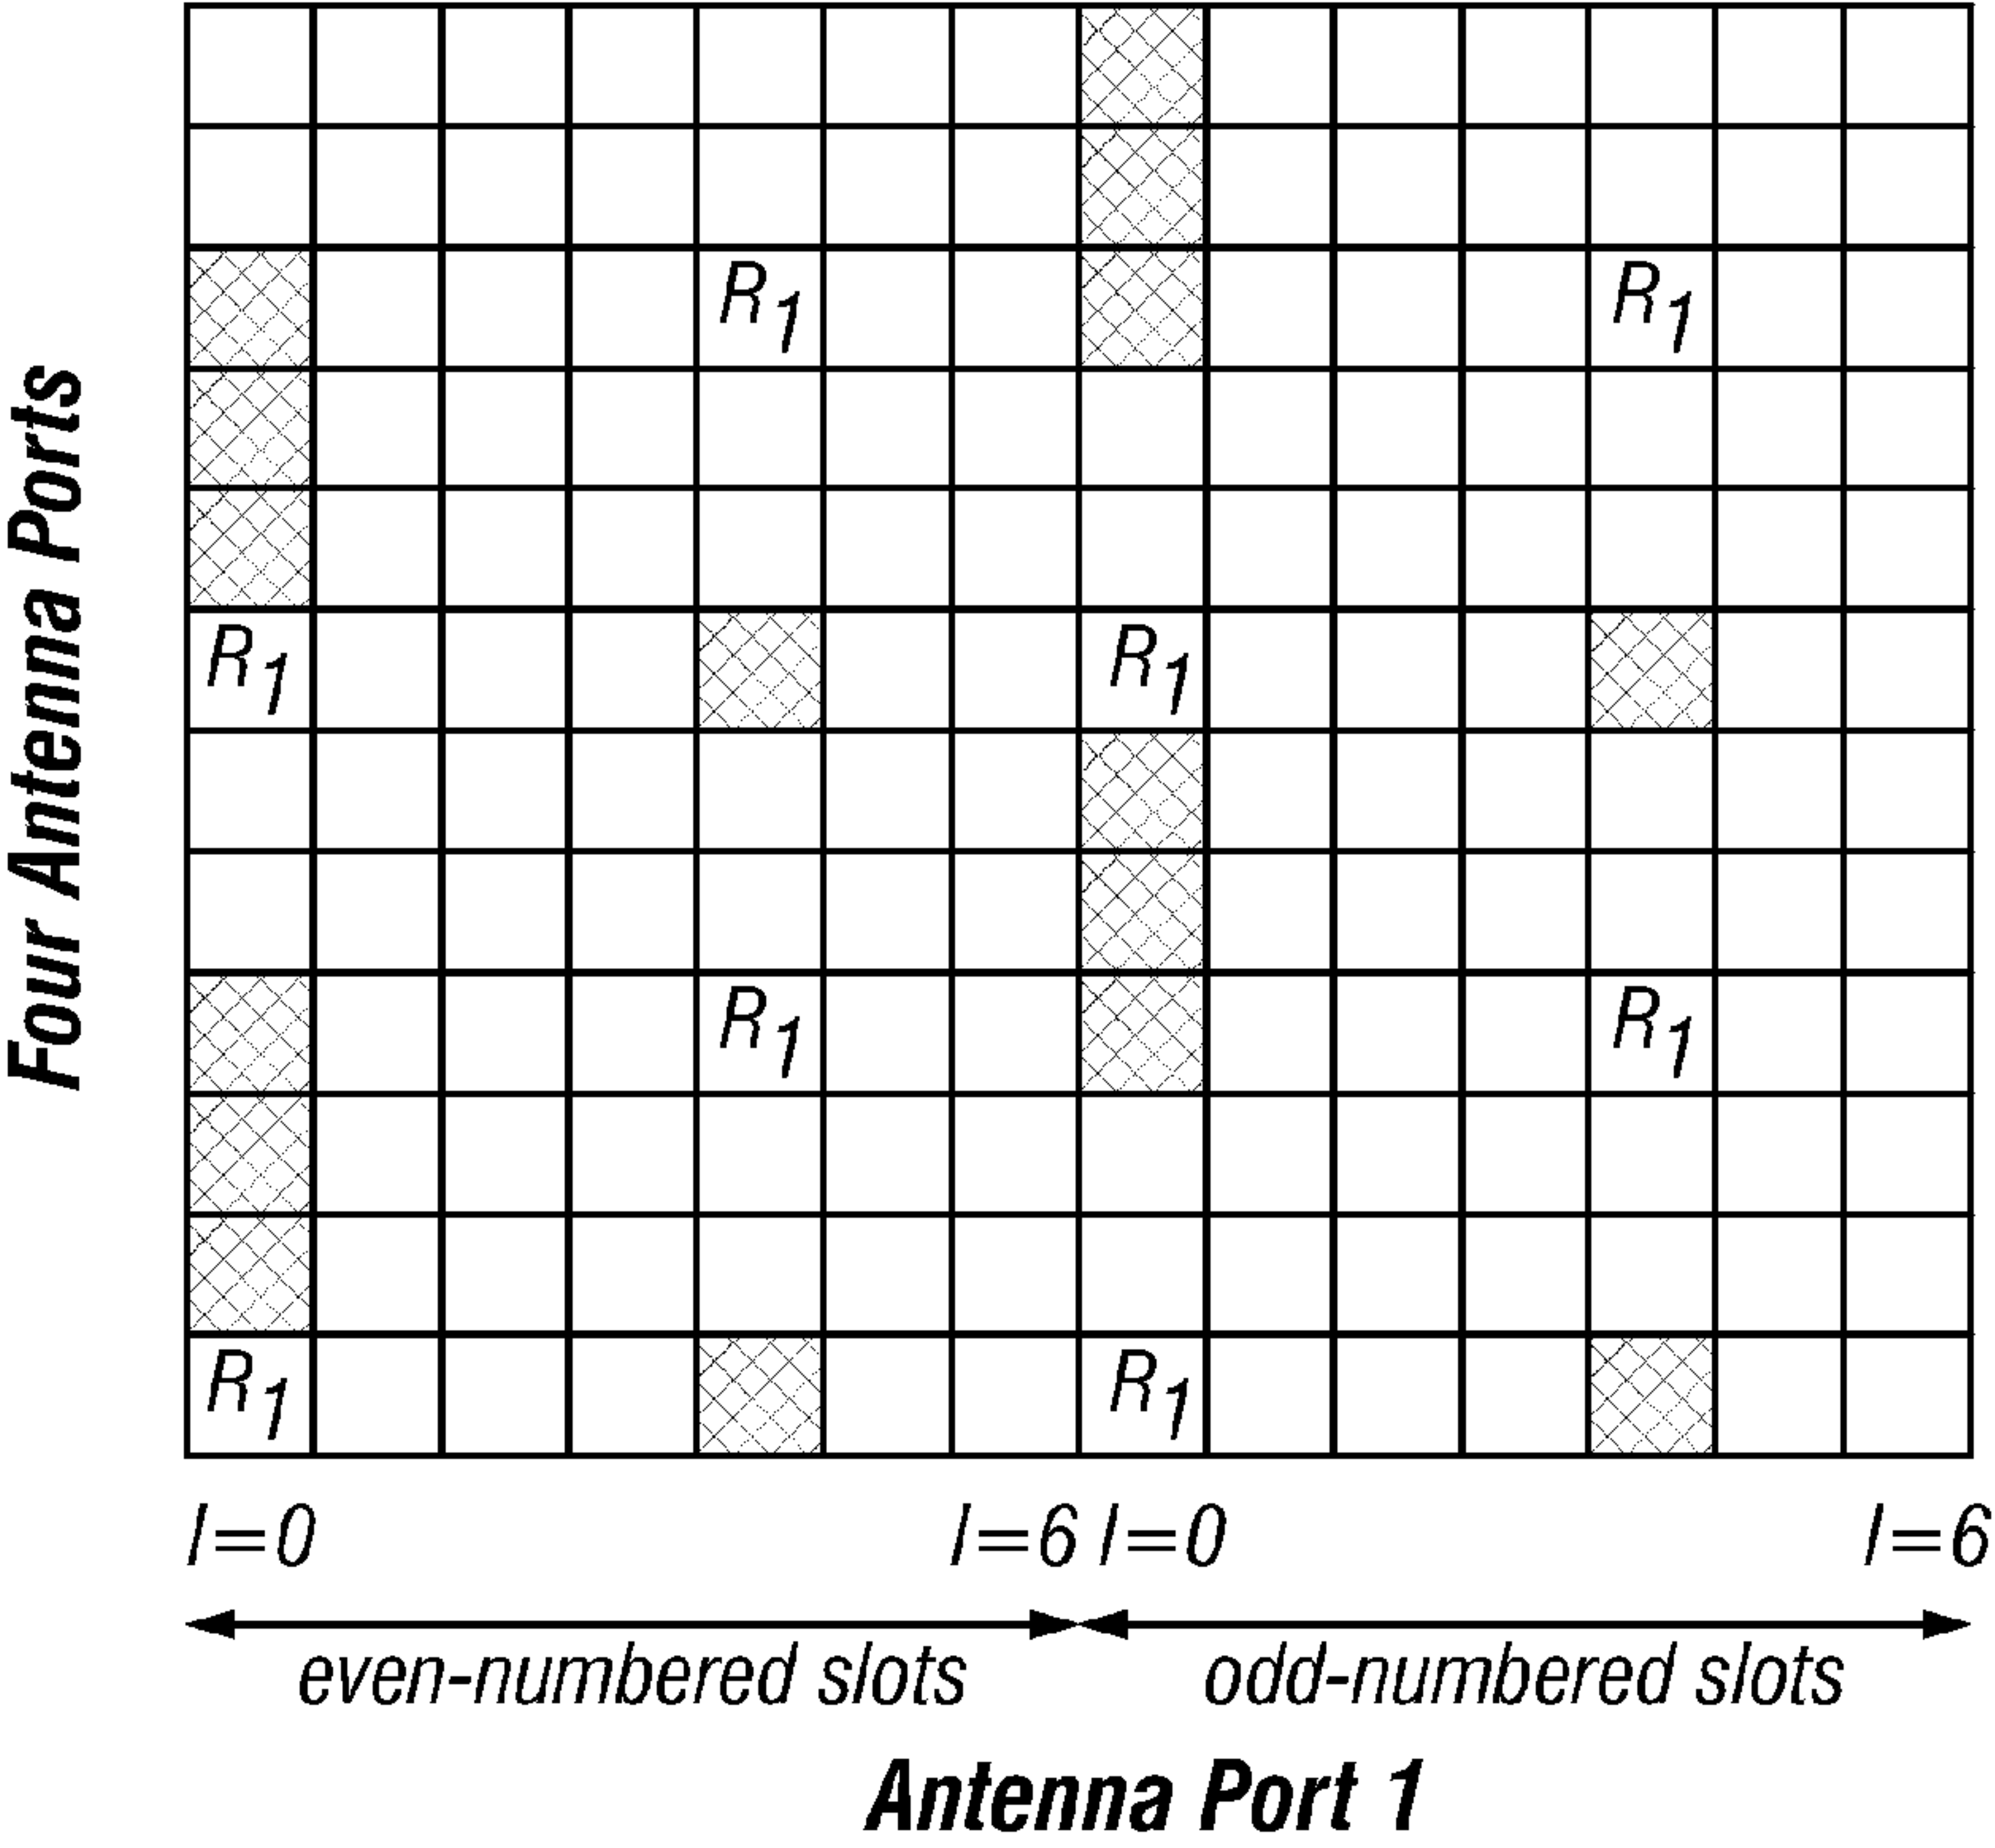 Four Antenna Ports
R1 R1
R1 R1
R1 R1
R1 R1
l=0 l=6 l=0 l=6
even-numbered slots odd-numbered slots
Antenna Port 1